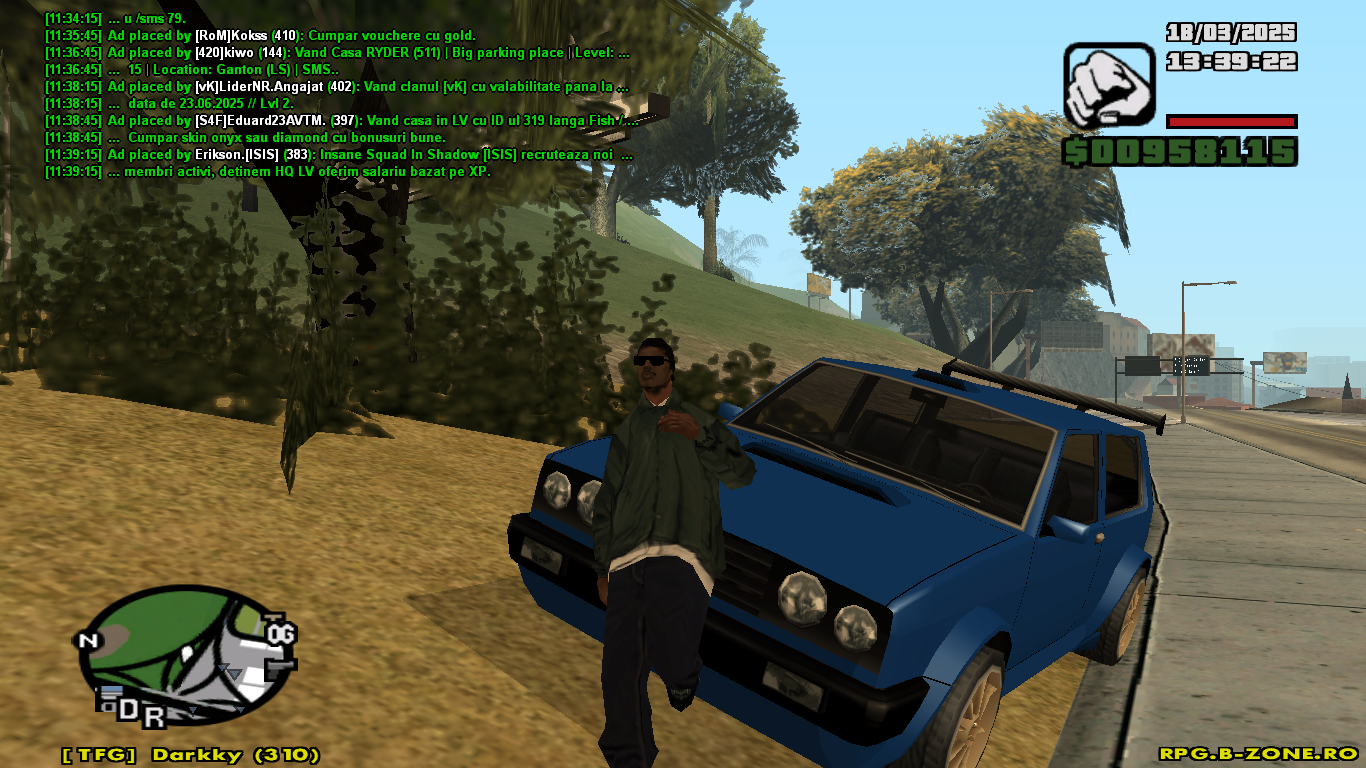 [11:34:15] ... u /sms 79.
[11:35:45] Ad placed by [RoM]Kokss (410): Cumpar vouchere cu gold.
[11:36:45] Ad placed by [420]kiwo (144): Vand Casa RYDER (511) | Big parking place | Level: ...
[11:36:45] ...  15 | Location: Ganton (LS) | SMS..
[11:38:15] Ad placed by [vK]LiderNR.Angajat (402): Vand clanul [vK] cu valabilitate pana la ...
[11:38:15] ...  data de 23.06.2025 // Lvl 2.
[11:38:45] Ad placed by [S4F]Eduard23AVTM. (397): Vand casa in LV cu ID ul 319 langa Fish / ...
[11:38:45] ...  Cumpar skin onyx sau diamond cu bonusuri bune.
[11:39:15] Ad placed by Erikson.[ISIS] (383): Insane Squad In Shadow [ISIS] recruteaza noi  ...
[11:39:15] ... membri activi, detinem HQ LV oferim salariu bazat pe XP.
18/03/2025
13:39:22
$00958115
N
OG
D
R
[TFG] Darkky (310)
RPG.B-ZONE.RO